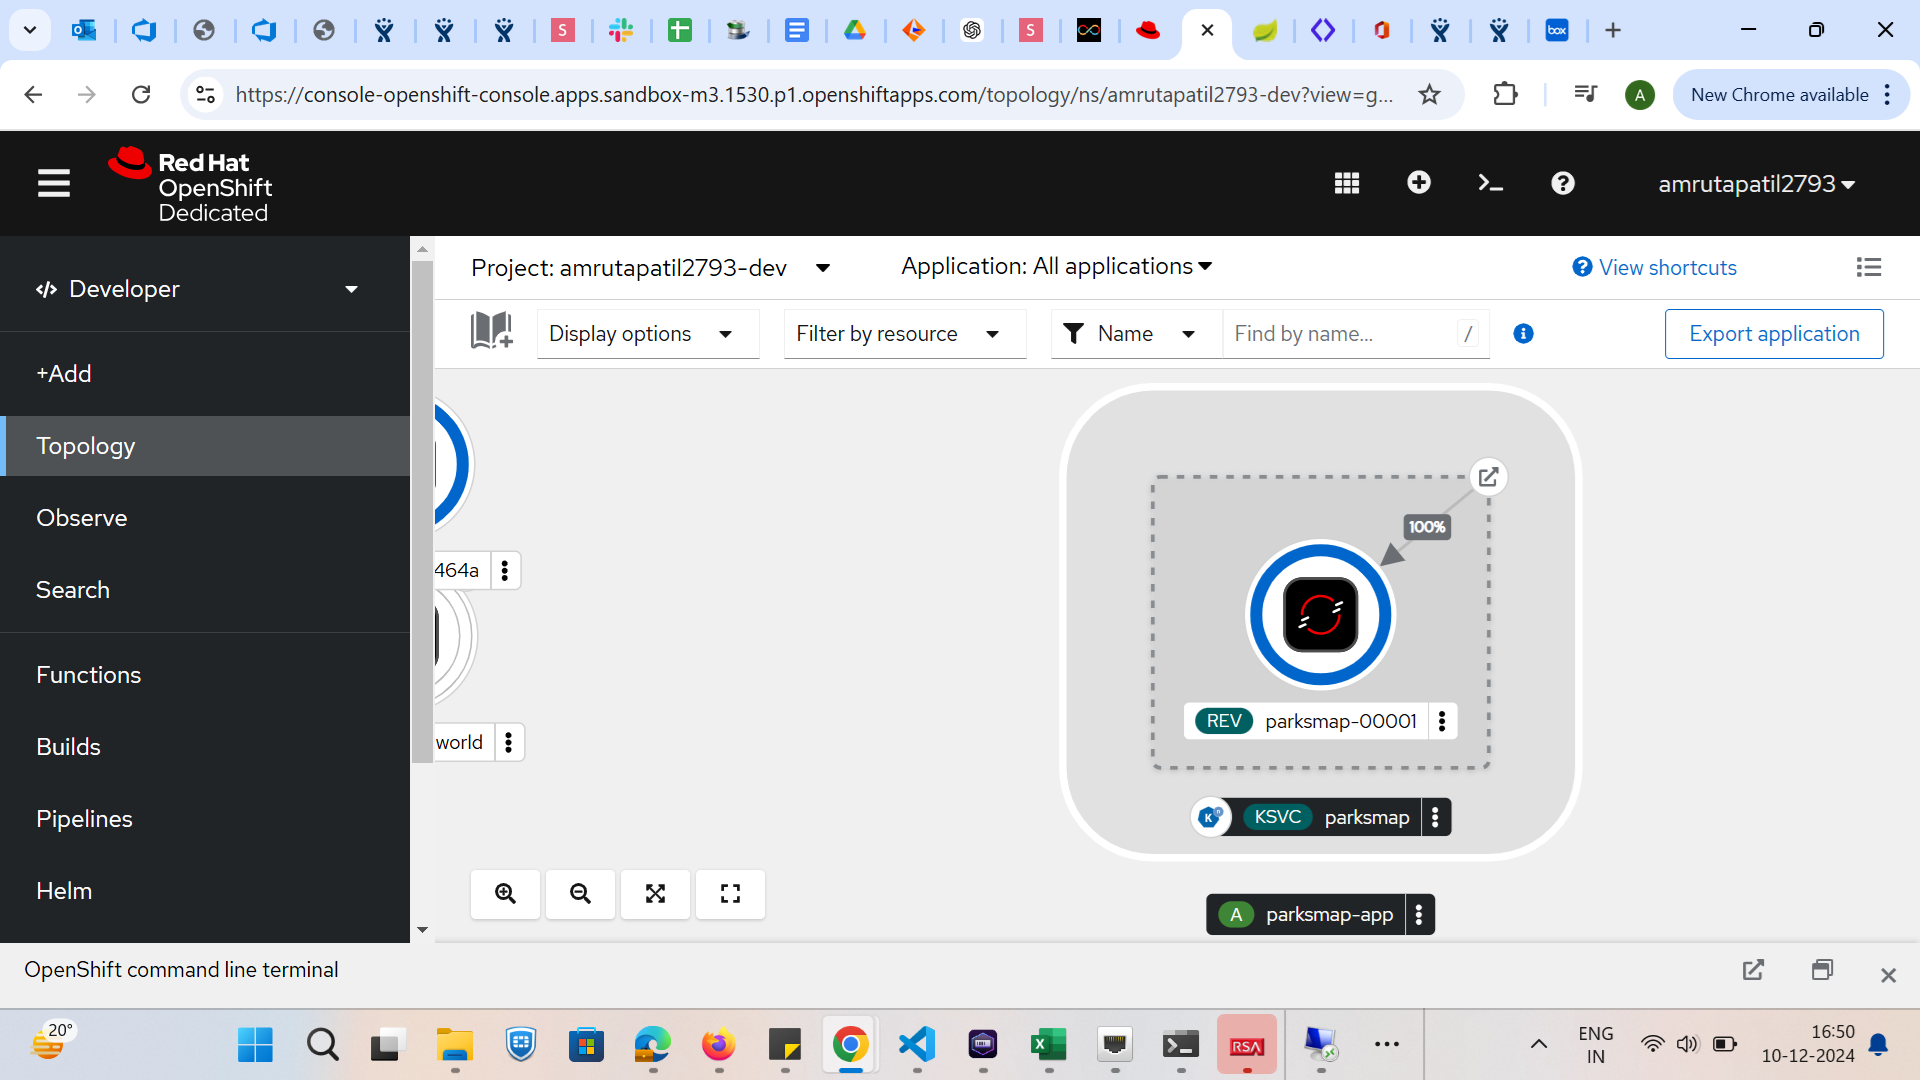 https://console-openshift-console.apps.sandbox-m3.1530.p1.openshiftapps.com/topology/ns/amrutapatil2793-dev?view=g...
A
New Chrome available
Red Hat
OpenShift
Dedicated
amrutapatil2793
Developer
+Add
Topology
Observe
Search
Functions
Builds
Pipelines
Helm
Project: amrutapatil2793-dev
Application: All applications
View shortcuts
Display options
Filter by resource
Name
Find by name...
/
Export application
464a
world
100%
REV parksmap-00001
KSVC parksmap
A parksmap-app
OpenShift command line terminal
20°
RSA
ENG
IN
16:50
10-12-2024
S
S
box